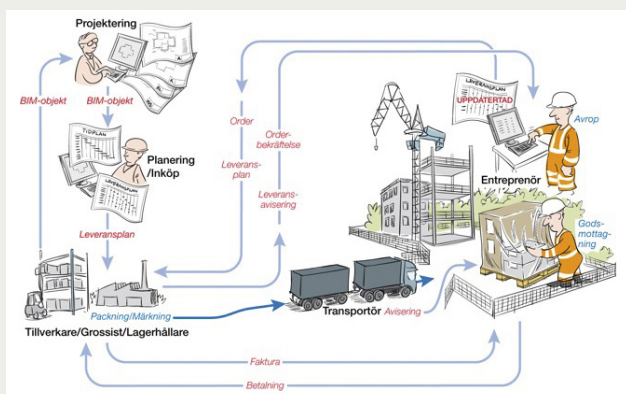 Projektering
BIM-objekt
BIM-objekt
TIDPLAN
Planering
/Inköp
LEVERANSPLAN
Leveransplan
Order
Leverans-
plan
Order-
bekräftelse
Leverans-
avisering
LEVERANSPLAN
UPPDATERTAD
Avrop
Entreprenör
Gods-
mottag-
ning
Packning/Märkning
Tillverkare/Grossist/Lagerhållare
Transportör
Avisering
Faktura
Betalning